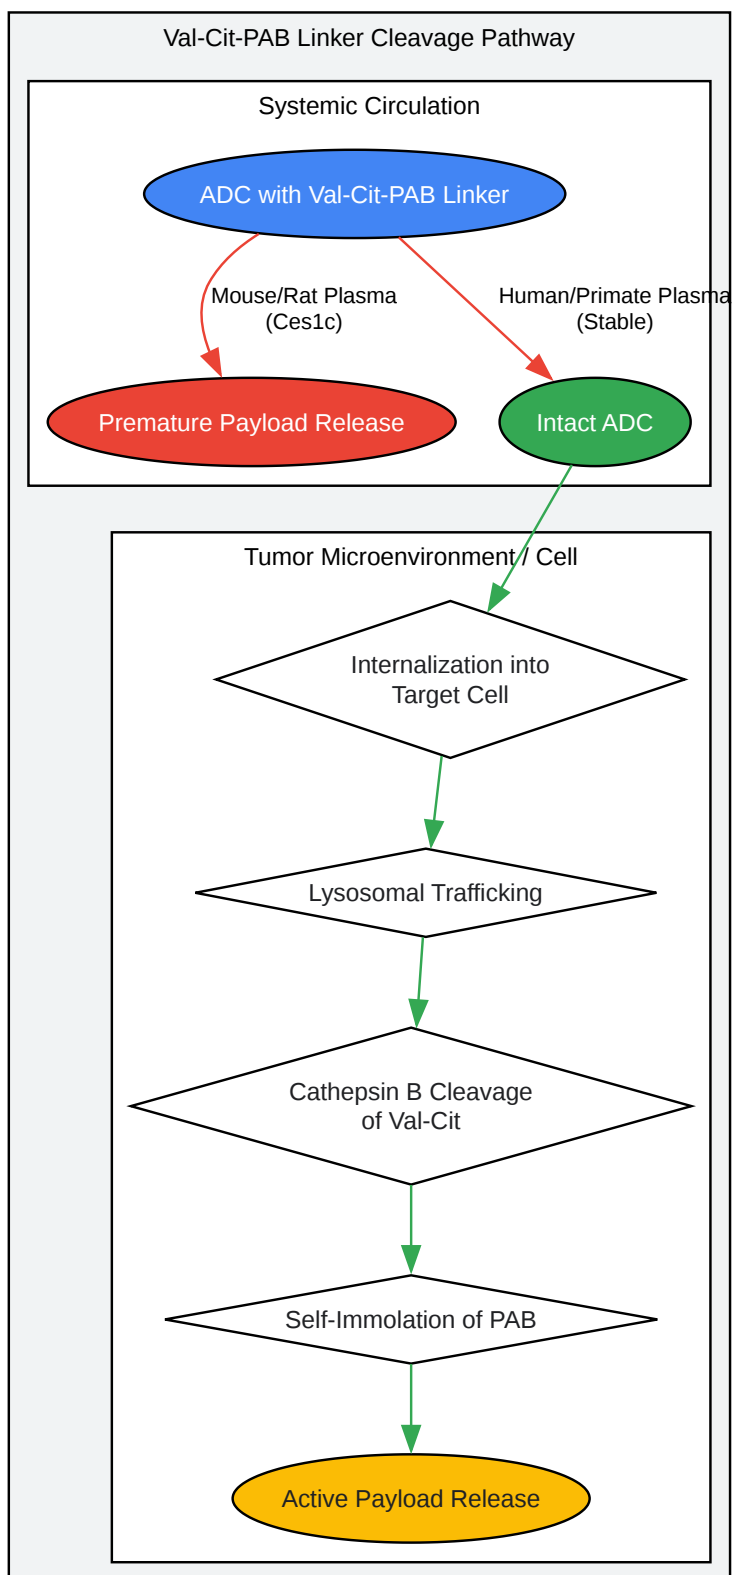 Val-Cit-PAB Linker Cleavage Pathway
Systemic Circulation
ADC with Val-Cit-PAB Linker
Mouse/Rat Plasma
(Ces1c)
Human/Primate Plasma
(Stable)
Premature Payload Release
Intact ADC
Tumor Microenvironment / Cell
Internalization into
Target Cell
Lysosomal Trafficking
Cathepsin B Cleavage
of Val-Cit
Self-Immolation of PAB
Active Payload Release